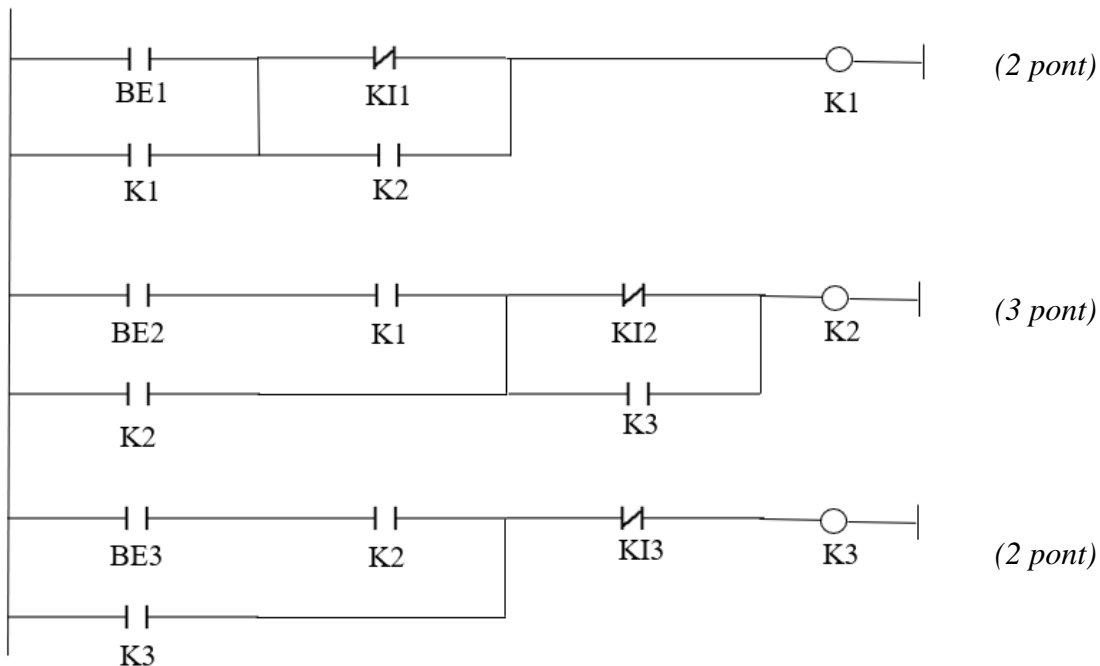 (2 pont)
BE1 KI1 K1
K1 K2
(3 pont)
BE2 K1 KI2 K2
K2 K3
BE3 K2 KI3 K3
(2 pont)
K3